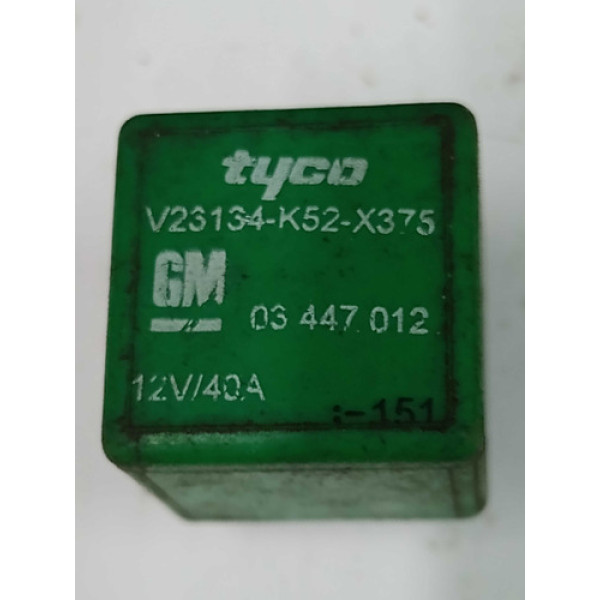 tyco
V23134-K52-X375
GM
03 447 012
12V/40A
:-151